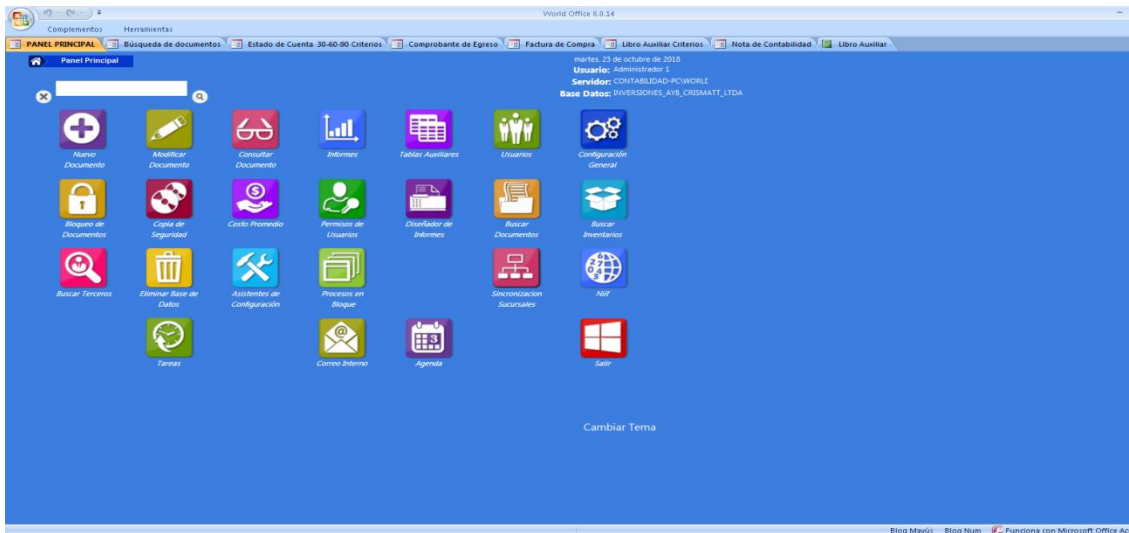 World Office 8.0.14
Complementos Herramientas
PANEL PRINCIPAL Búsqueda de documentos Estado de Cuenta 30-60-90 Criterios Comprobante de Egreso Factura de Compra Libro Auxiliar Criterios Nota de Contabilidad Libro Auxiliar
Panel Principal
martes, 23 de octubre de 2018
Usuario: Administrador 1
Servidor: CONTABILIDAD-PC\WORLD
Base Datos: INVERSIONES_AYB_CRISMATT_LTDA
Nuevo Documento
Modificar Documento
Consultar Documento
Informes
Tablas Auxiliares
Usuarios
Configuración General
Bloqueo de Documentos
Copia de Seguridad
Costo Promedio
Permisos de Usuarios
Diseñador de Informes
Buscar Documentos
Buscar Inventarios
Buscar Terceros
Eliminar Base de Datos
Asistentes de Configuración
Procesos en Bloque
Sincronizacion Sucursales
Niif
Tareas
Correo Interno
Agenda
Salir
Cambiar Tema
Bloq Mayús Bloq Num Funciona con Microsoft Office Ac